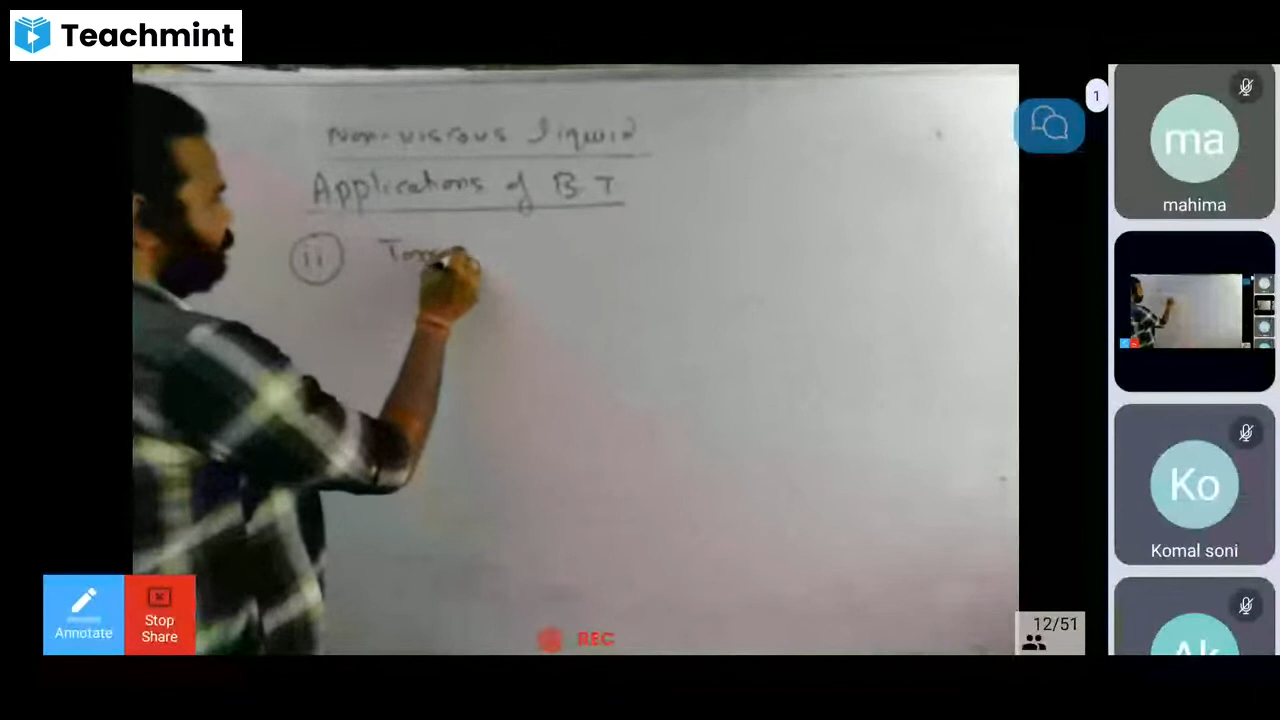 Teachmint
Non-viscous liquid
Applications of B.T
ii
1
ma
mahima
Ko
Komal soni
Ak
Annotate
Stop
Share
REC
12/51